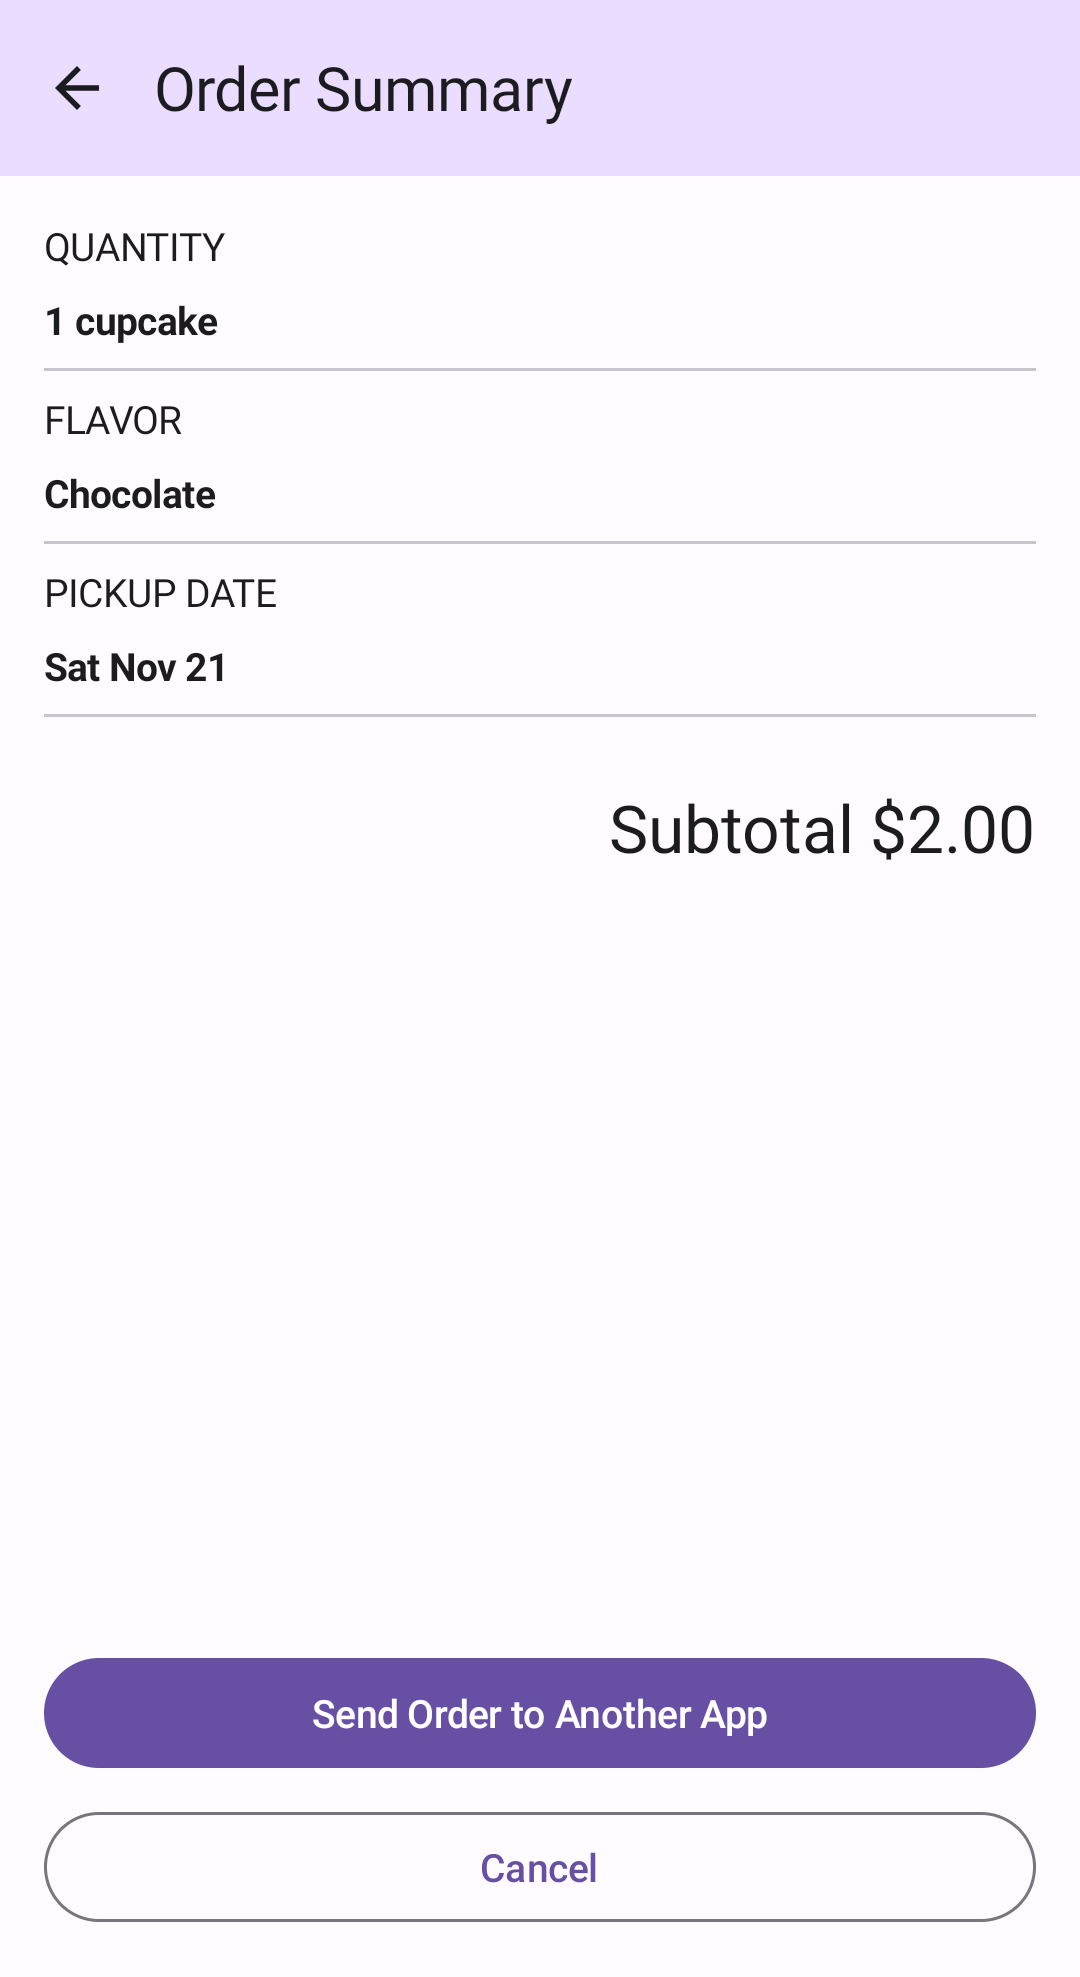 Order Summary
QUANTITY
1 cupcake
FLAVOR
Chocolate
PICKUP DATE
Sat Nov 21
Subtotal $2.00
Send Order to Another App
Cancel